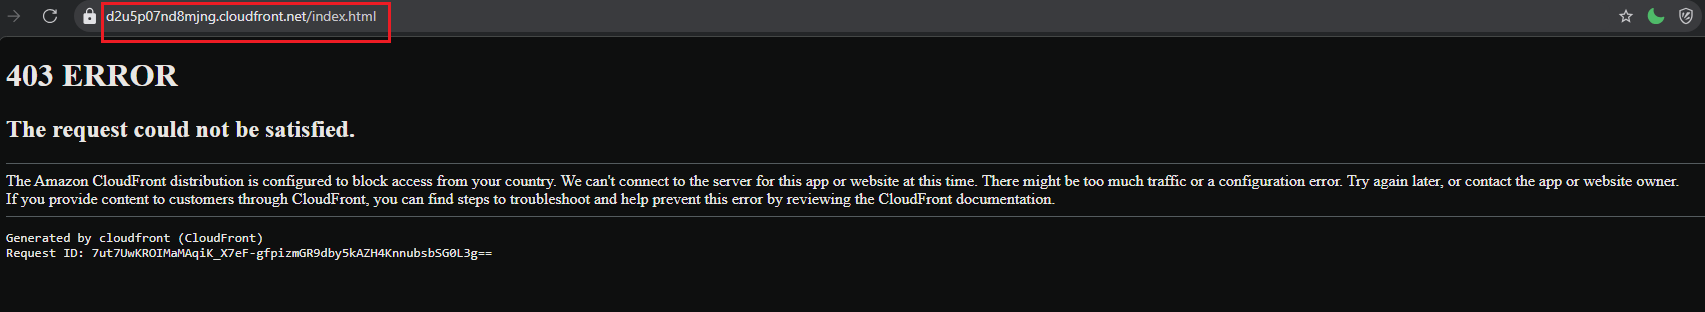 d2u5p07nd8mjng.cloudfront.net/index.html
403 ERROR
The request could not be satisfied.
The Amazon CloudFront distribution is configured to block access from your country. We can't connect to the server for this app or website at this time. There might be too much traffic or a configuration error. Try again later, or contact the app or website owner.
If you provide content to customers through CloudFront, you can find steps to troubleshoot and help prevent this error by reviewing the CloudFront documentation.
Generated by cloudfront (CloudFront)
Request ID: 7ut7UwKROIMaMAqiK_X7eF-gfpizmGR9dby5kAZH4KnnubsbSG0L3g==